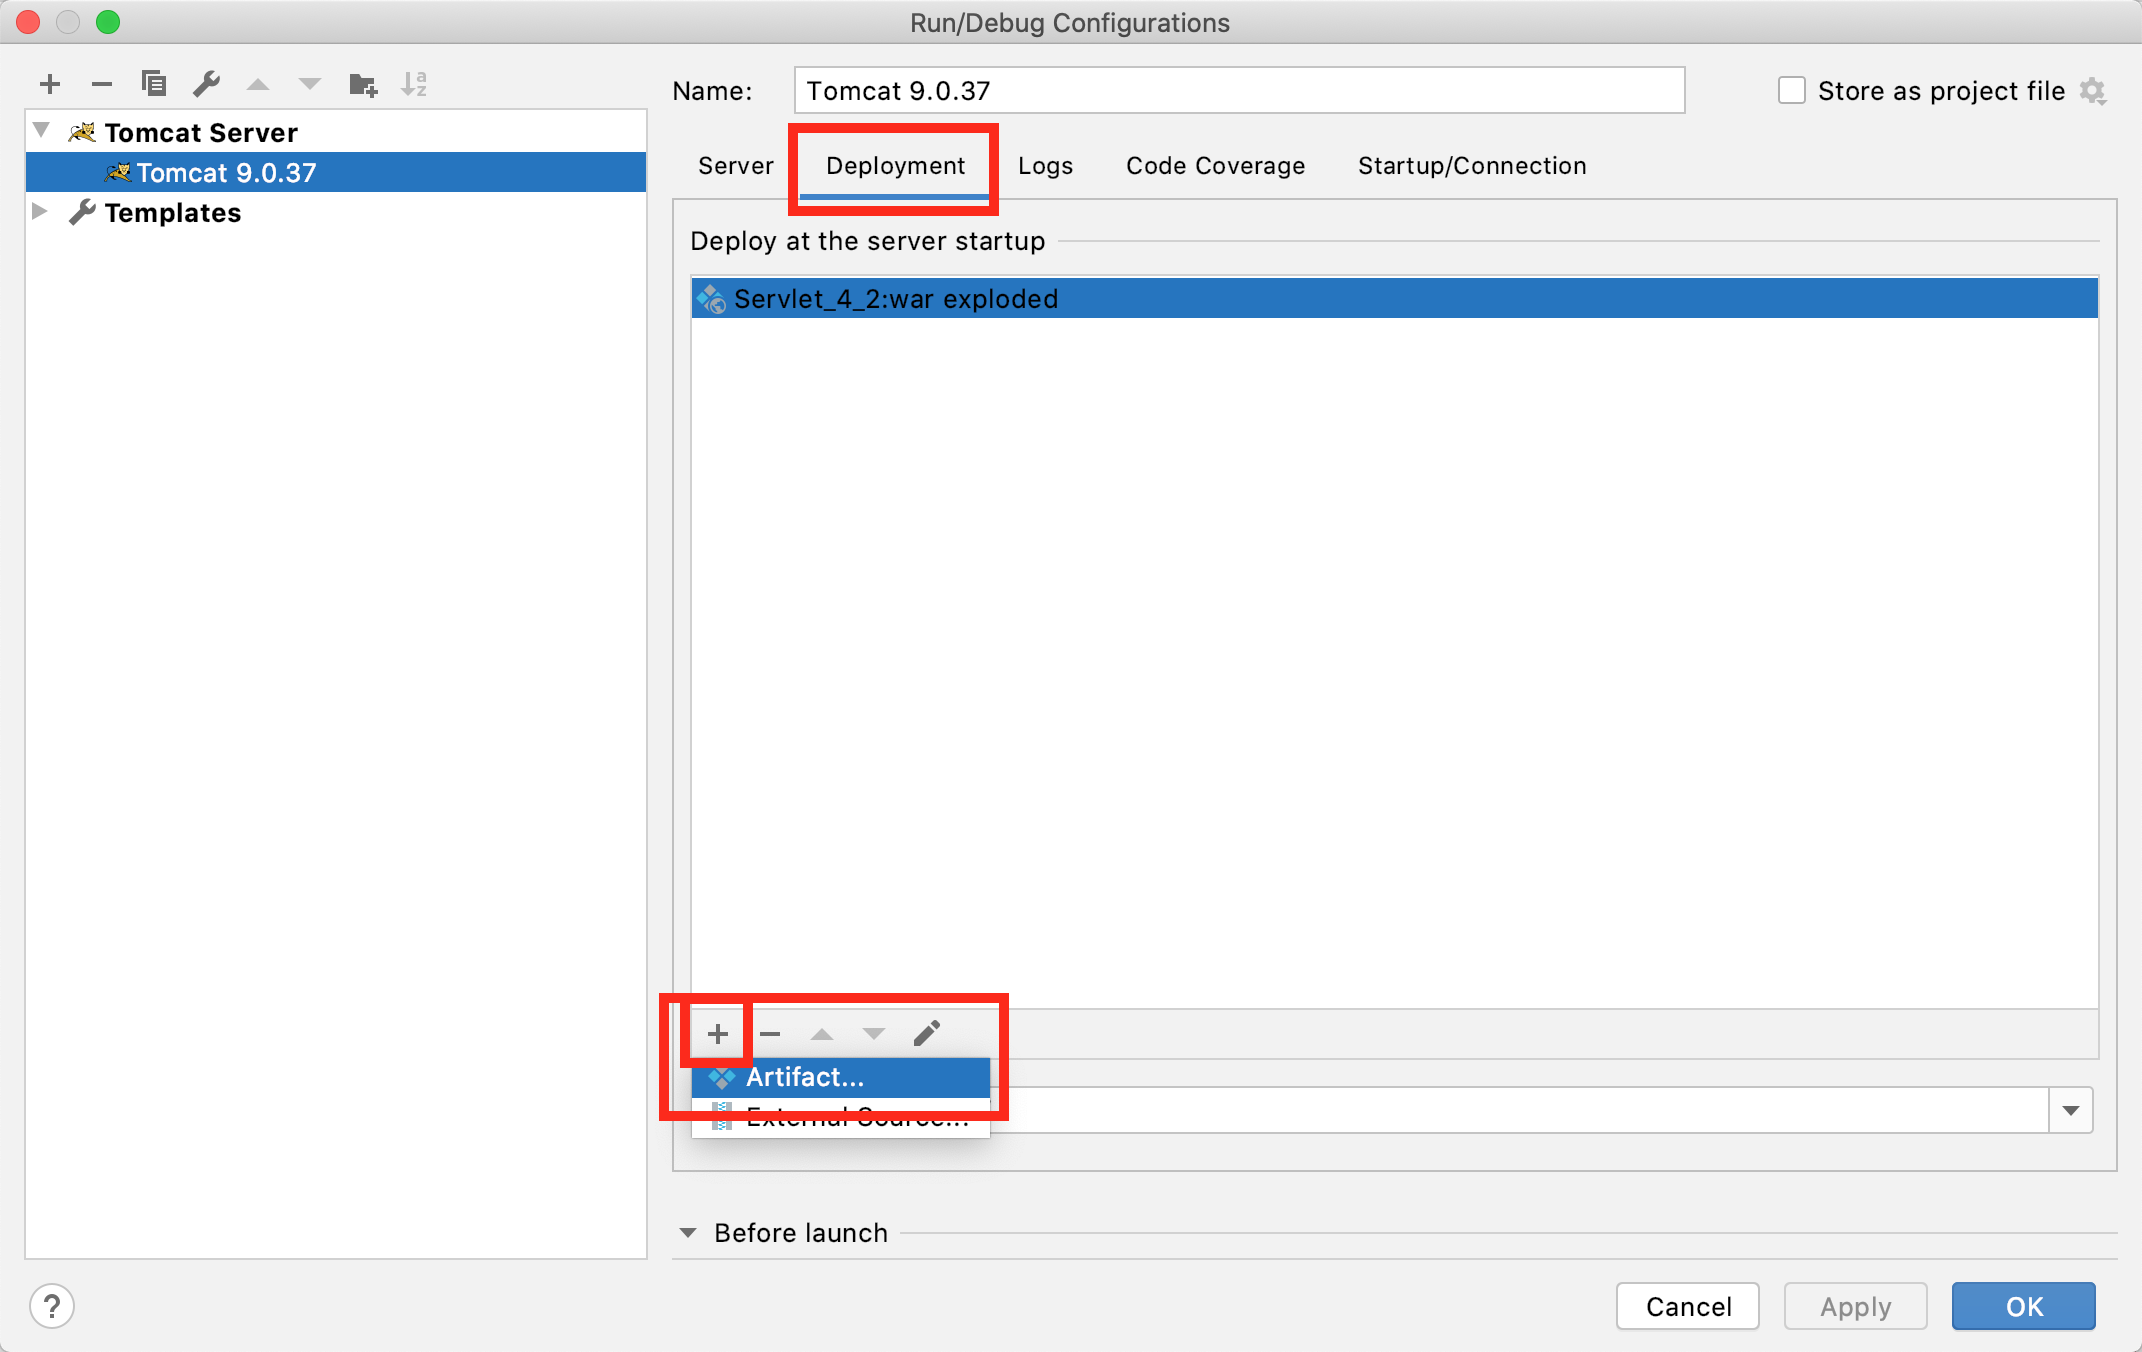 Run/Debug Configurations
Name:
Tomcat 9.0.37
Store as project file
Tomcat Server
Tomcat 9.0.37
Templates
Server
Deployment
Logs
Code Coverage
Startup/Connection
Deploy at the server startup
Servlet_4_2:war exploded
Artifact...
External Source...
Before launch
?
Cancel
Apply
OK